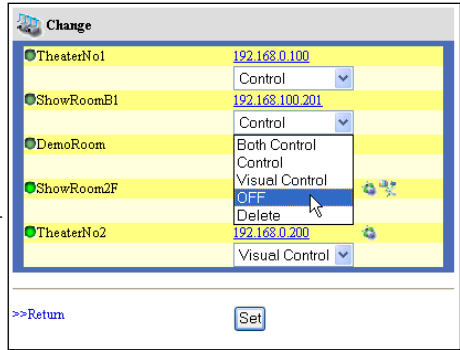 Change
TheaterNo1 192.168.0.100
Control
ShowRoomB1 192.168.100.201
Control
DemoRoom
Both Control
Control
Visual Control
ShowRoom2F
OFF
Delete
TheaterNo2 192.168.0.200
Visual Control
>>Return Set